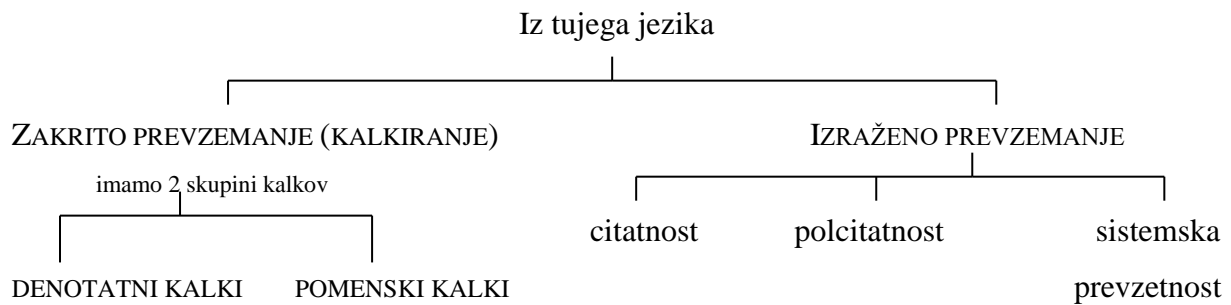 Iz tujega jezika
ZAKRITO PREVZEMANJE (KALKIRANJE)
IZRAŽENO PREVZEMANJE
imamo 2 skupini kalkov
citatnost
polcitatnost
sistemska
prevzetnost
DENOTATNI KALKI
POMENSKI KALKI